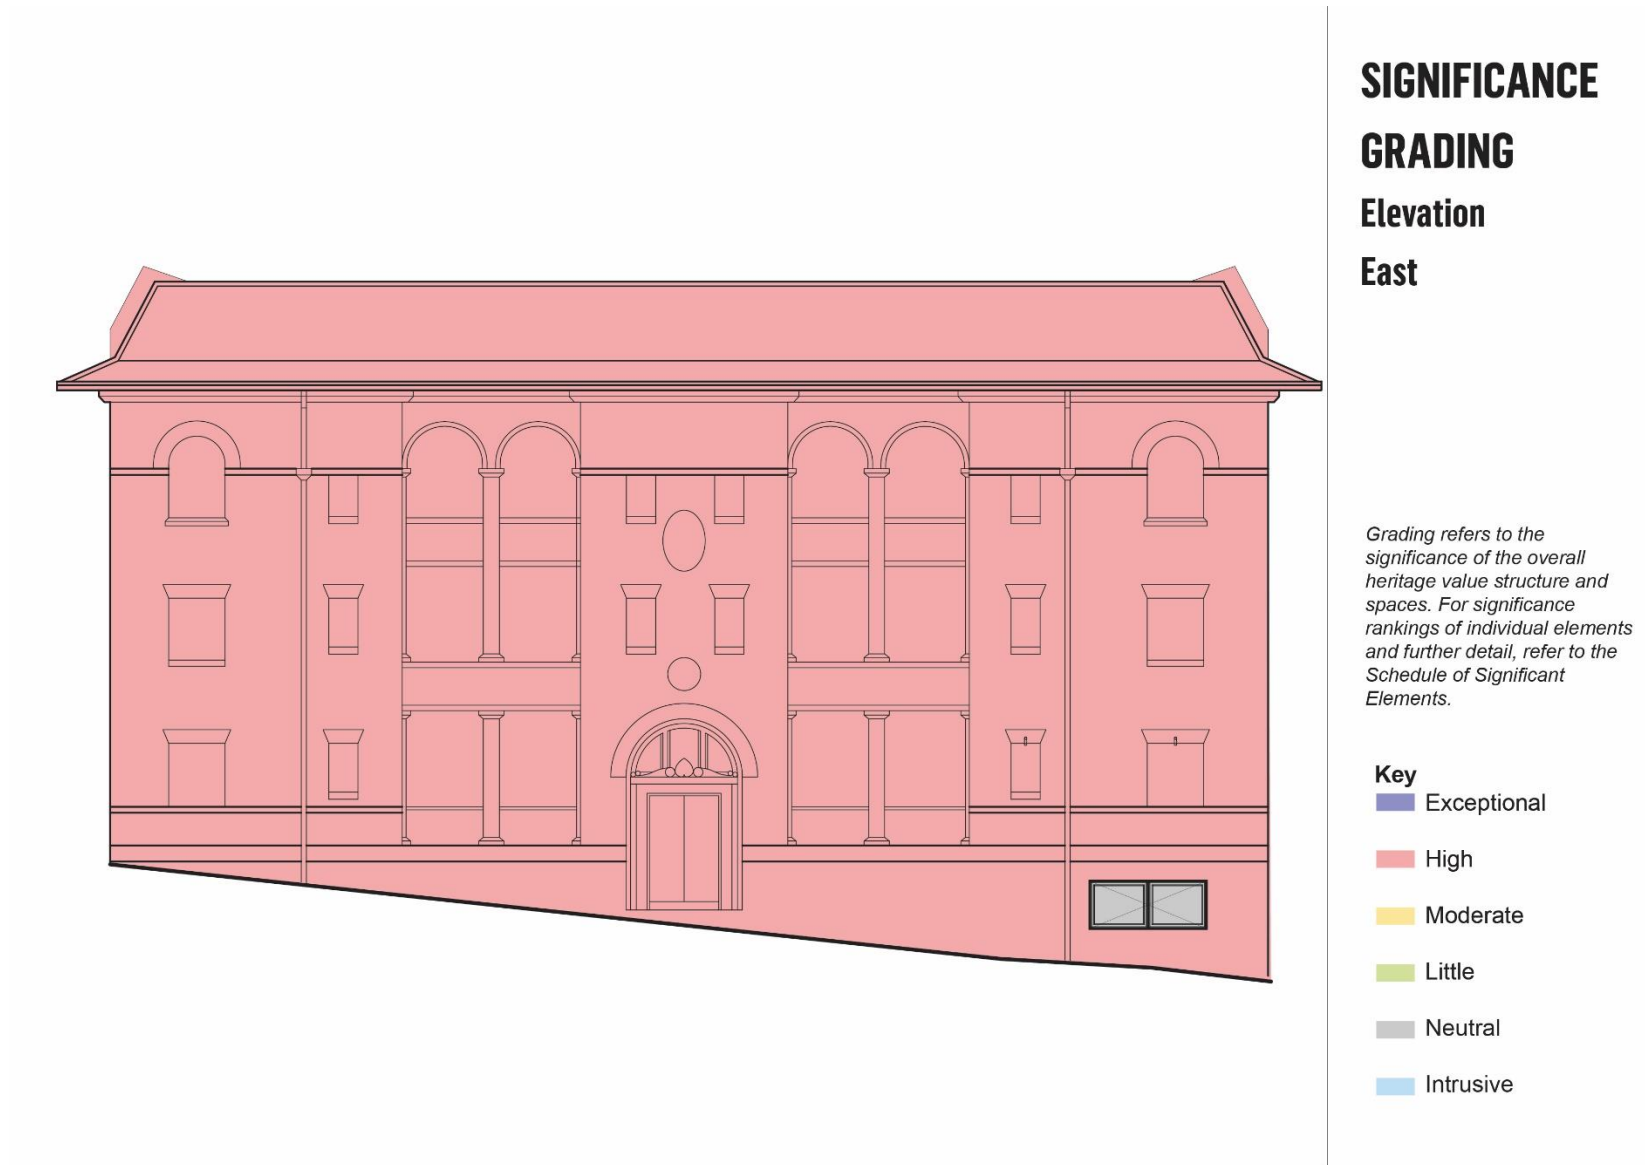 SIGNIFICANCE
GRADING
Elevation
East
Grading refers to the
significance of the overall
heritage value structure and
spaces. For significance
rankings of individual elements
and further detail, refer to the
Schedule of Significant
Elements.
Key
Exceptional
High
Moderate
Little
Neutral
Intrusive